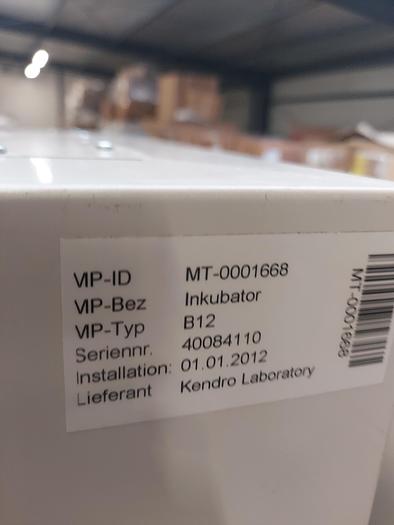 MP-ID MT-0001668
MP-Bez Inkubator
MP-Typ B12
Seriennr. 40084110
Installation: 01.01.2012
Lieferant Kendro Laboratory
MT-0001668